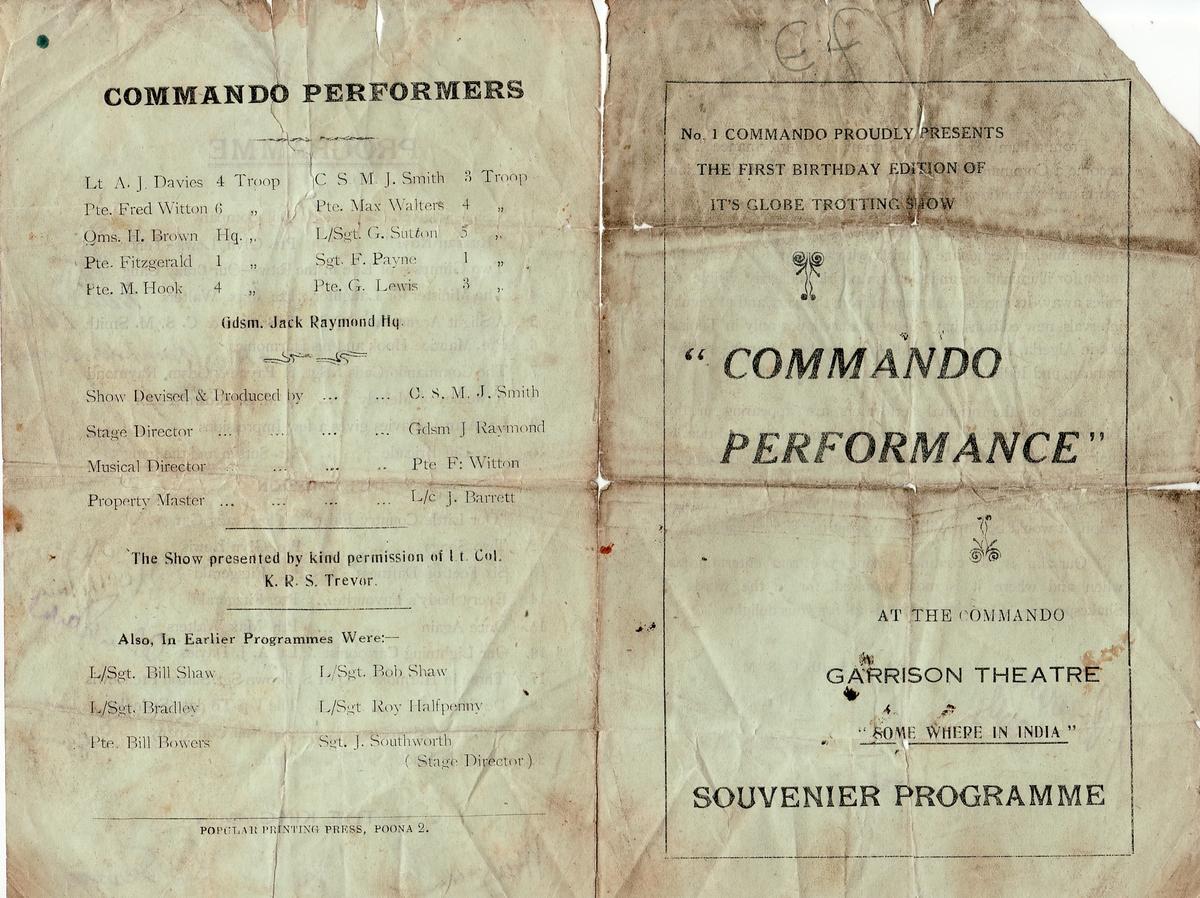 COMMANDO PERFORMERS
Lt A. J. Davies 4 Troop C S M J. Smith 3 Troop
Pte. Fred Witton 6 „ Pte. Max Walters 4 „
Qms. H. Brown Hq. „ L/Sgt. G. Sutton 5 „
Pte. Fitzgerald 1 „ Sgt. F. Payne 1 „
Pte. M. Hook 4 „ Pte. G. Lewis 3 „
Gdsm. Jack Raymond Hq.
Show Devised & Produced by ... ... C. S. M. J. Smith
Stage Director ... ... ... ... Gdsm J Raymond
Musical Director ... ... ... Pte F: Witton
Property Master ... ... ... ... L/c J. Barrett
The Show presented by kind permission of Lt. Col.
K. R. S. Trevor.
Also, In Earlier Programmes Were:—
L/Sgt. Bill Shaw L/Sgt. Bob Shaw
L/Sgt. Bradley L/Sgt. Roy Halfpenny
Pte. Bill Bowers Sgt. J. Southworth
( Stage Director )
POPULAR PRINTING PRESS, POONA 2.
No. 1 COMMANDO PROUDLY PRESENTS
THE FIRST BIRTHDAY EDITION OF
IT'S GLOBE TROTTING SHOW
“ COMMANDO
PERFORMANCE”
AT THE COMMANDO
GARRISON THEATRE
“ SOME WHERE IN INDIA ”
SOUVENIER PROGRAMME